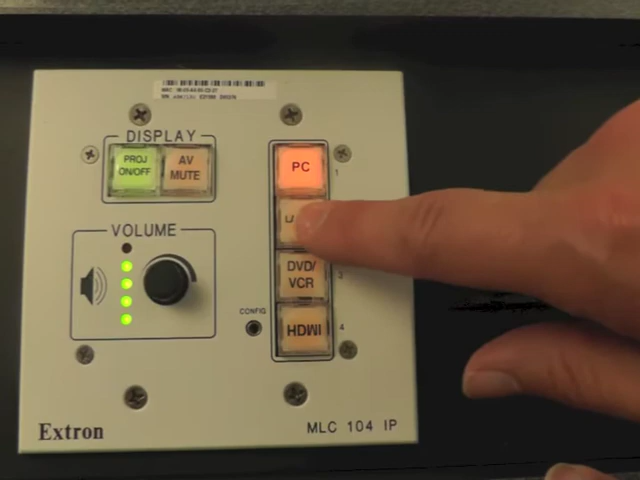 DISPLAY
PROJ
ON/OFF
AV
MUTE
PC
1
VOLUME
DVD/
VCR
3
CONFIG
HDMI
4
Extron
MLC 104 IP